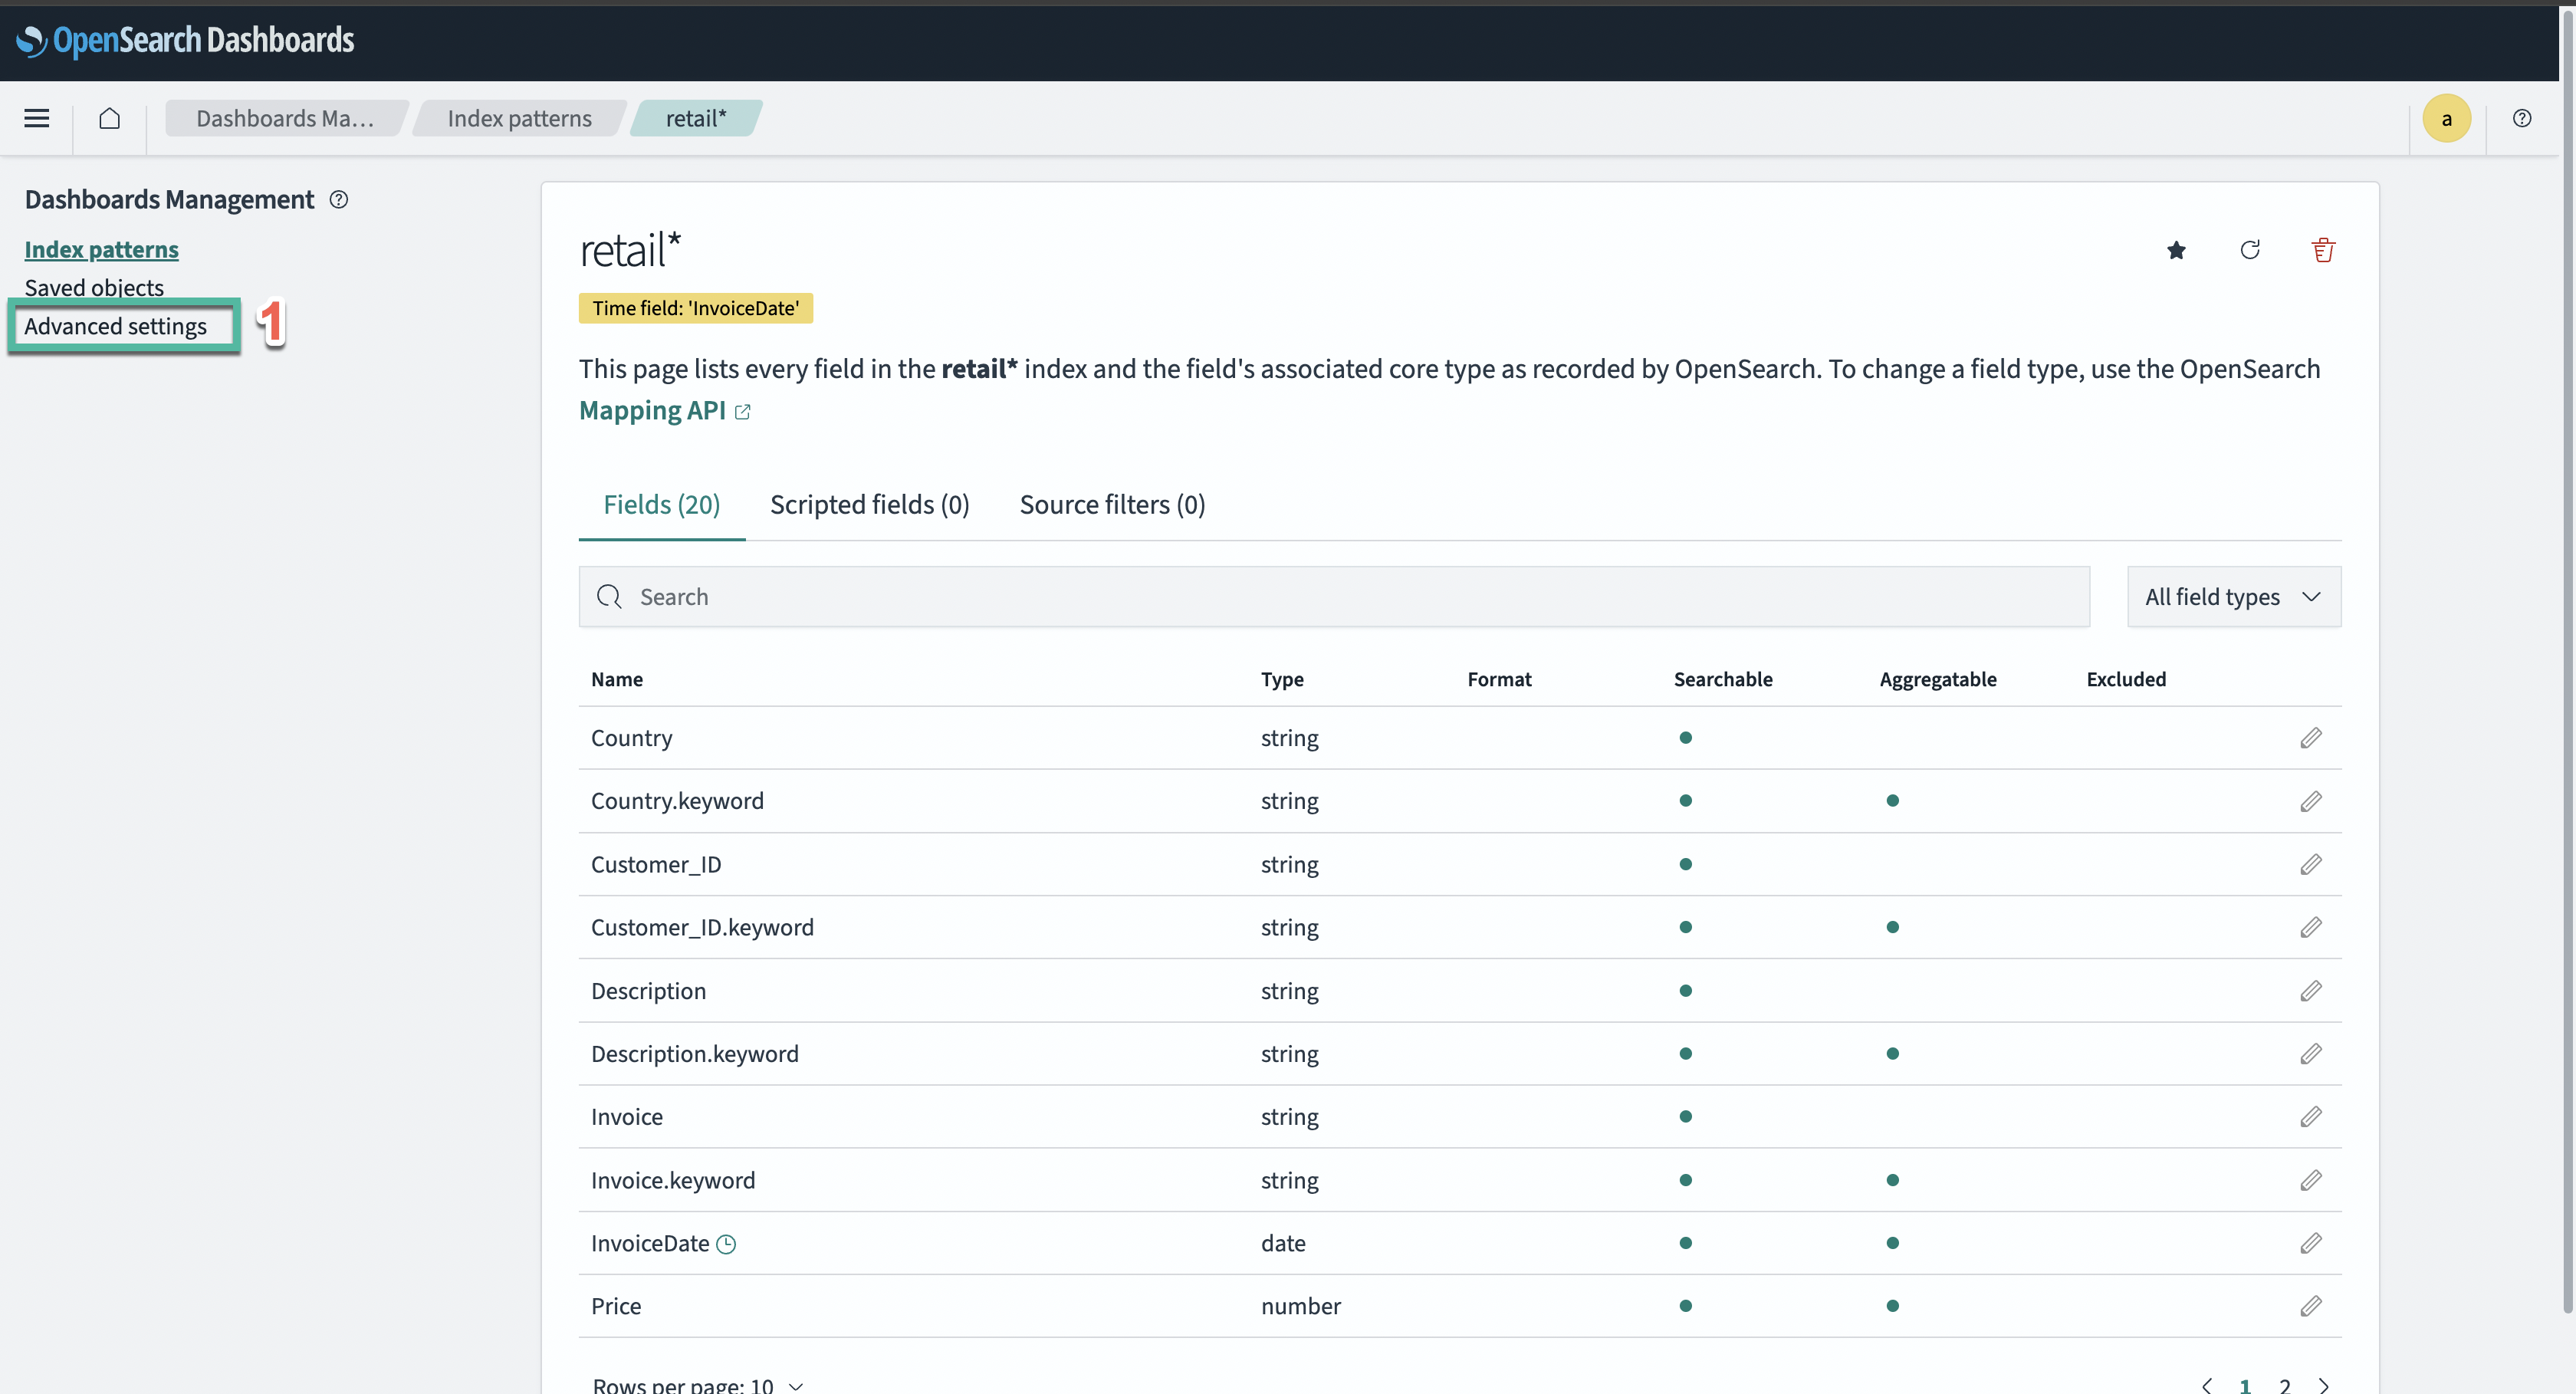 OpenSearch Dashboards
Dashboards Ma... Index patterns retail* a
Dashboards Management
Index patterns
Saved objects
Advanced settings 1
retail*
Time field: 'InvoiceDate'
This page lists every field in the retail* index and the field's associated core type as recorded by OpenSearch. To change a field type, use the OpenSearch
Mapping API
Fields (20) Scripted fields (0) Source filters (0)
Search All field types
Name Type Format Searchable Aggregatable Excluded
Country string
Country.keyword string
Customer_ID string
Customer_ID.keyword string
Description string
Description.keyword string
Invoice string
Invoice.keyword string
InvoiceDate date
Price number
Rows per page: 10 1 2